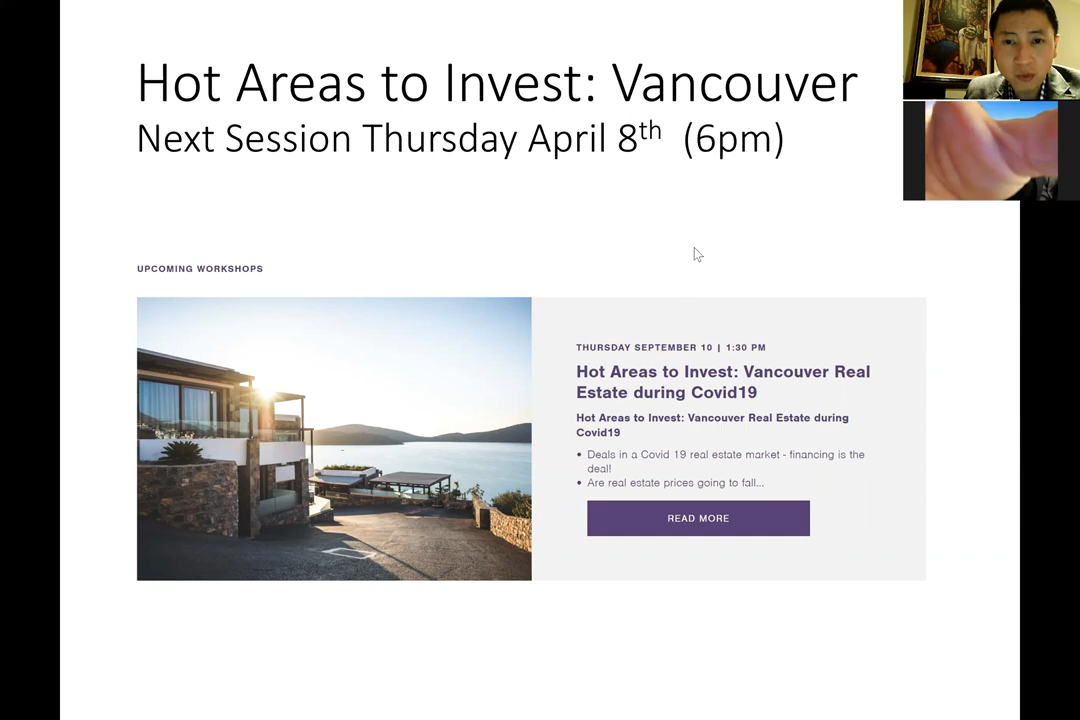 Hot Areas to Invest: Vancouver
Next Session Thursday April 8th (6pm)
UPCOMING WORKSHOPS
THURSDAY SEPTEMBER 10 | 1:30 PM
Hot Areas to Invest: Vancouver Real
Estate during Covid19
Hot Areas to Invest: Vancouver Real Estate during
Covid19
• Deals in a Covid 19 real estate market - financing is the
deal!
• Are real estate prices going to fall...
READ MORE